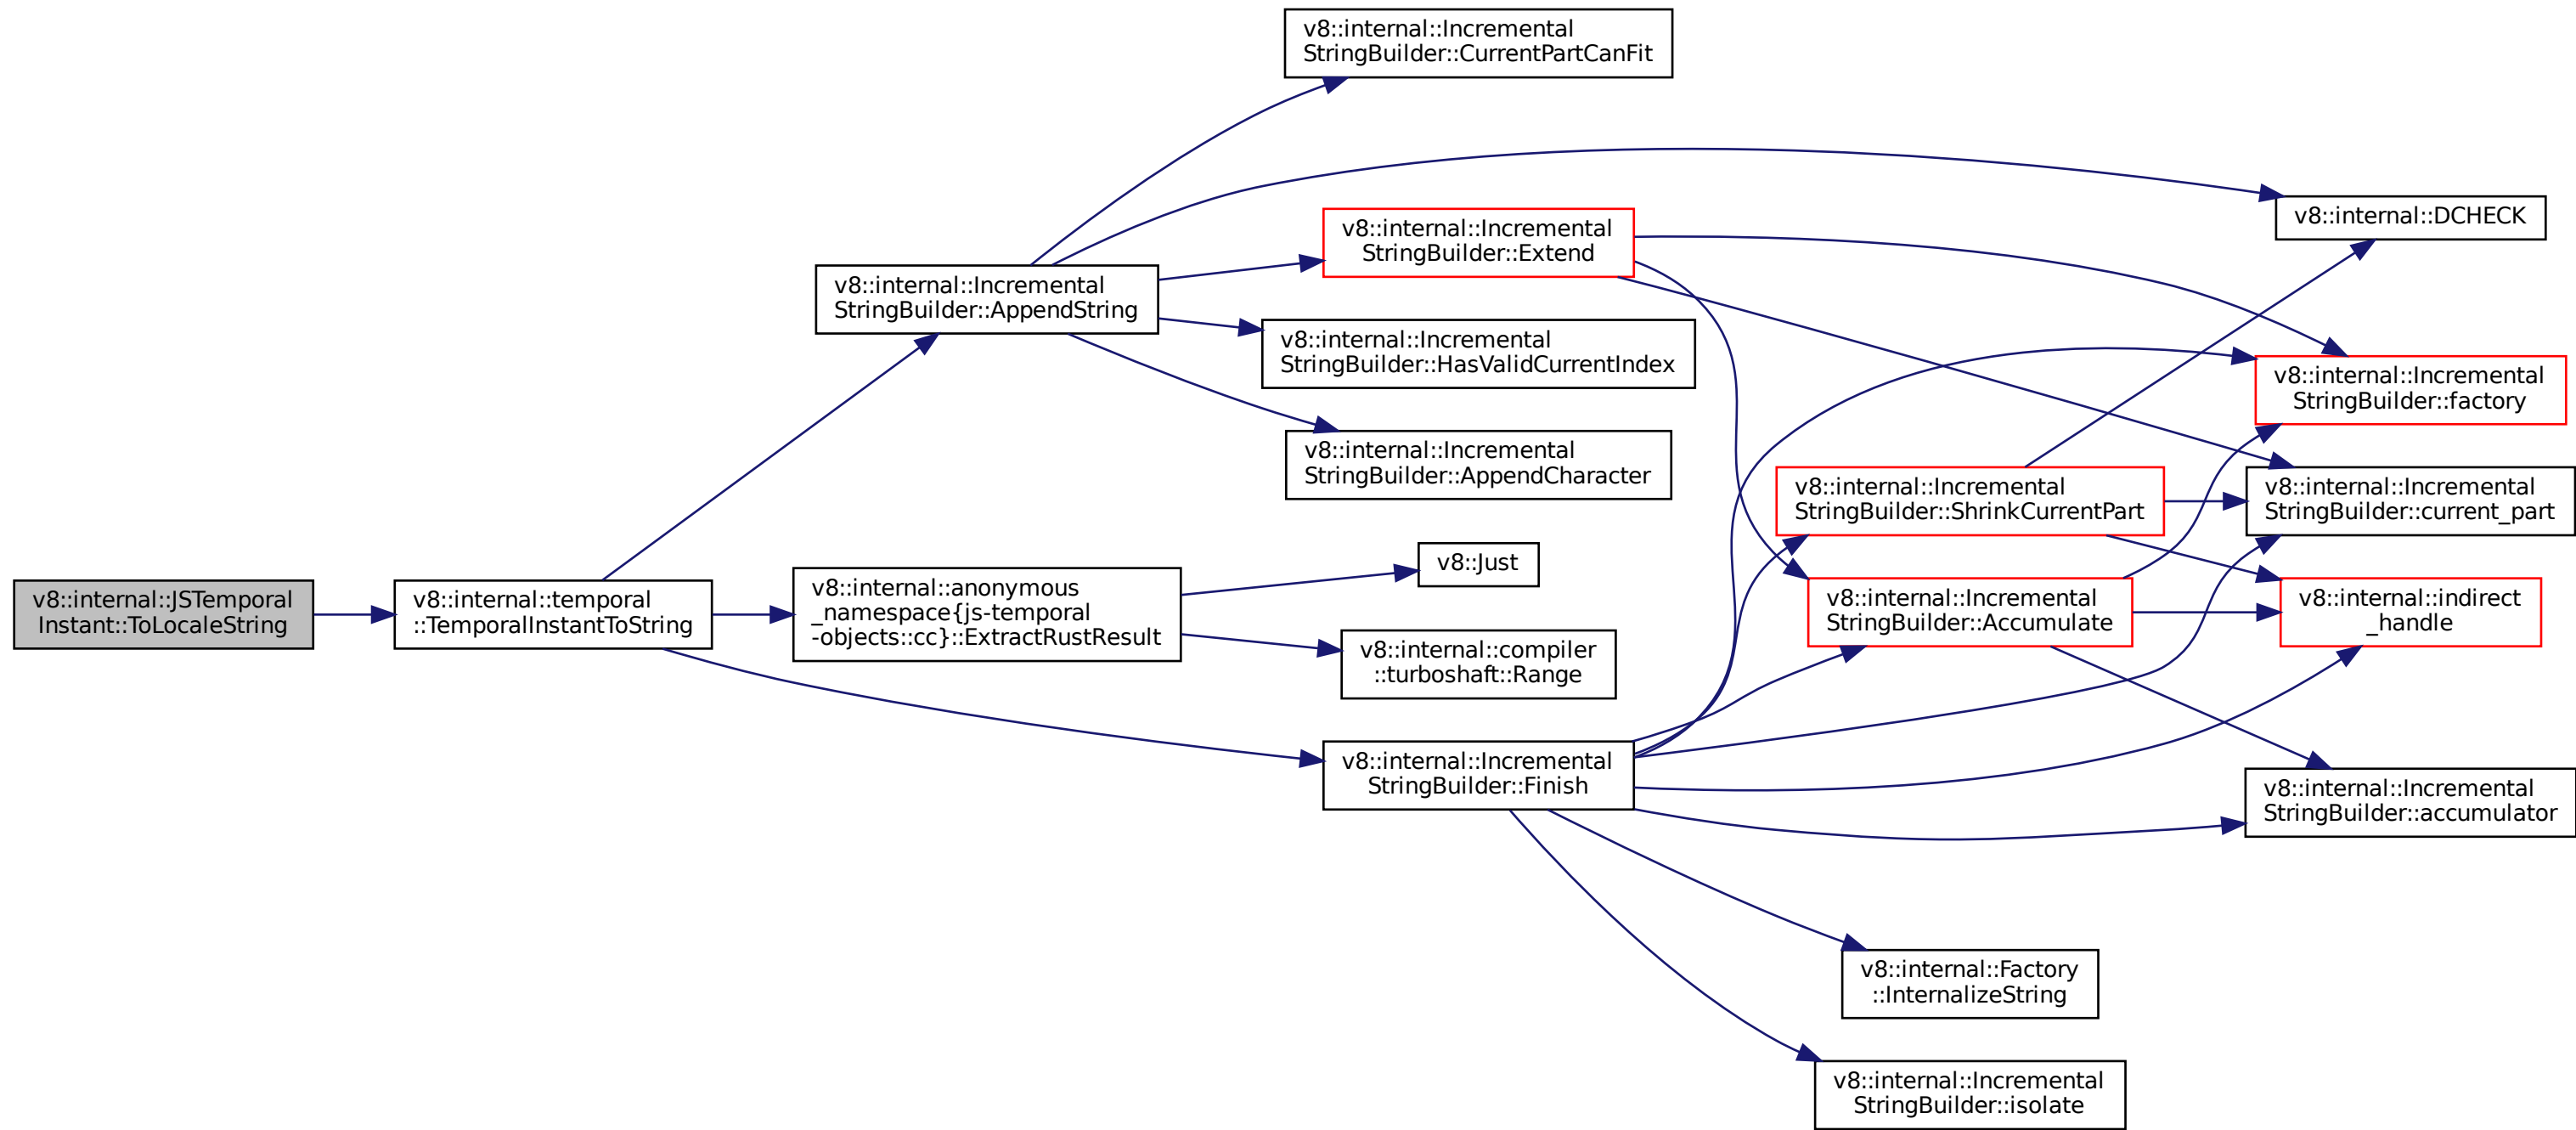 v8::internal::Incremental
StringBuilder::CurrentPartCanFit
v8::internal::DCHECK
v8::internal::Incremental
StringBuilder::Extend
v8::internal::Incremental
StringBuilder::AppendString
v8::internal::Incremental
StringBuilder::HasValidCurrentIndex
v8::internal::Incremental
StringBuilder::factory
v8::internal::Incremental
StringBuilder::AppendCharacter
v8::internal::Incremental
StringBuilder::ShrinkCurrentPart
v8::internal::Incremental
StringBuilder::current_part
v8::Just
v8::internal::JSTemporal
Instant::ToLocaleString
v8::internal::temporal
::TemporalInstantToString
v8::internal::anonymous
_namespace{js-temporal
-objects::cc}::ExtractRustResult
v8::internal::Incremental
StringBuilder::Accumulate
v8::internal::indirect
_handle
v8::internal::compiler
::turboshaft::Range
v8::internal::Incremental
StringBuilder::Finish
v8::internal::Incremental
StringBuilder::accumulator
v8::internal::Factory
::InternalizeString
v8::internal::Incremental
StringBuilder::isolate